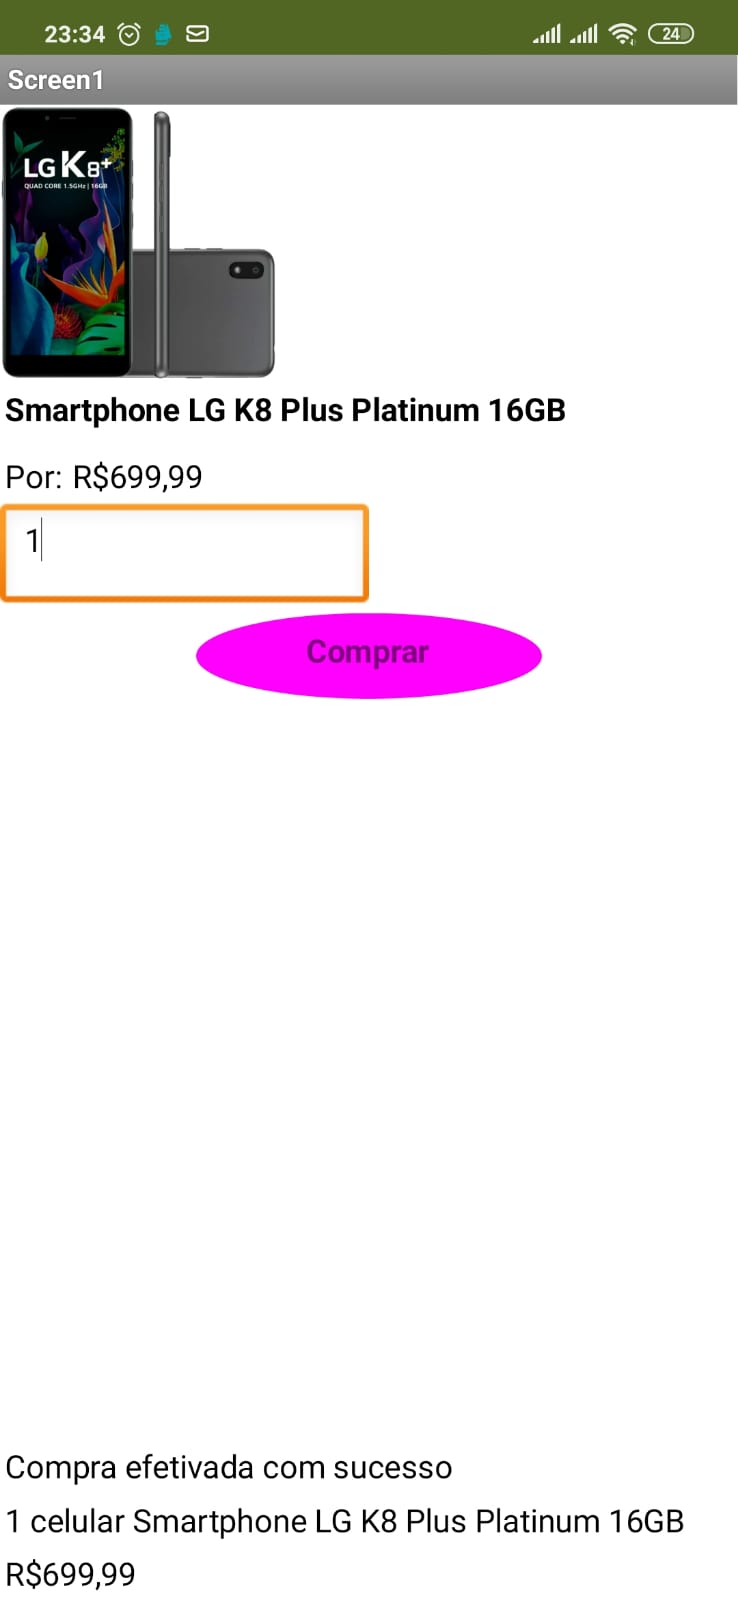 23:34
24
Screen1
LG K8+
QUAD CORE 1.5GHz | 16GB
Smartphone LG K8 Plus Platinum 16GB
Por: R$699,99
1
Comprar
Compra efetivada com sucesso
1 celular Smartphone LG K8 Plus Platinum 16GB
R$699,99